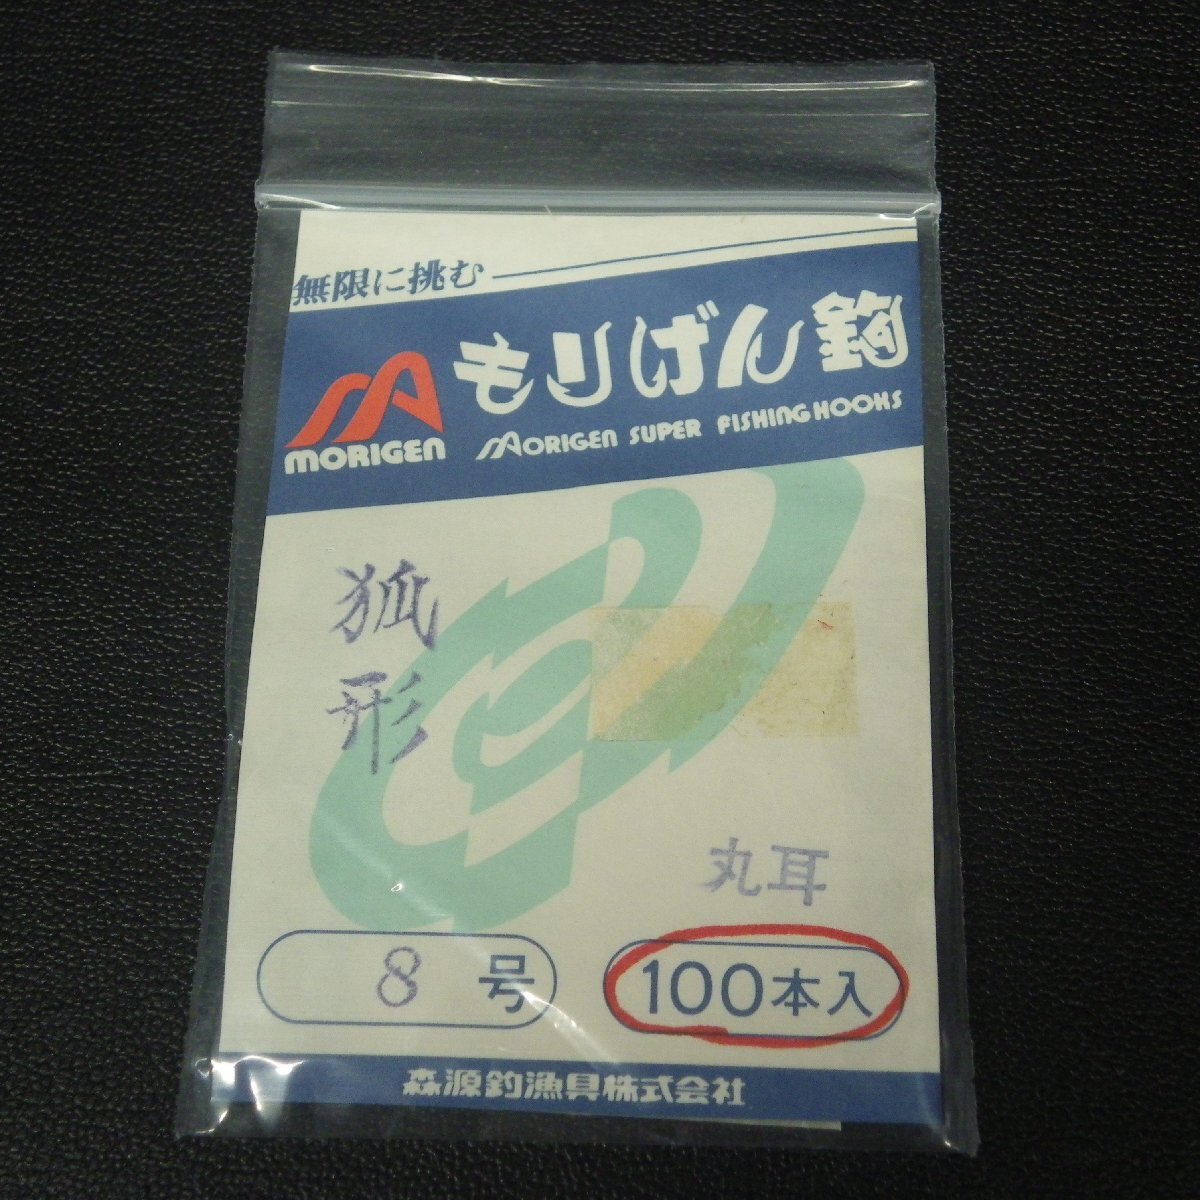 無限に挑む
もりげん鈎
MORIGEN
MORIGEN SUPER FISHING HOOKS
狐形
丸耳
8号
100本入
森源釣漁具株式会社